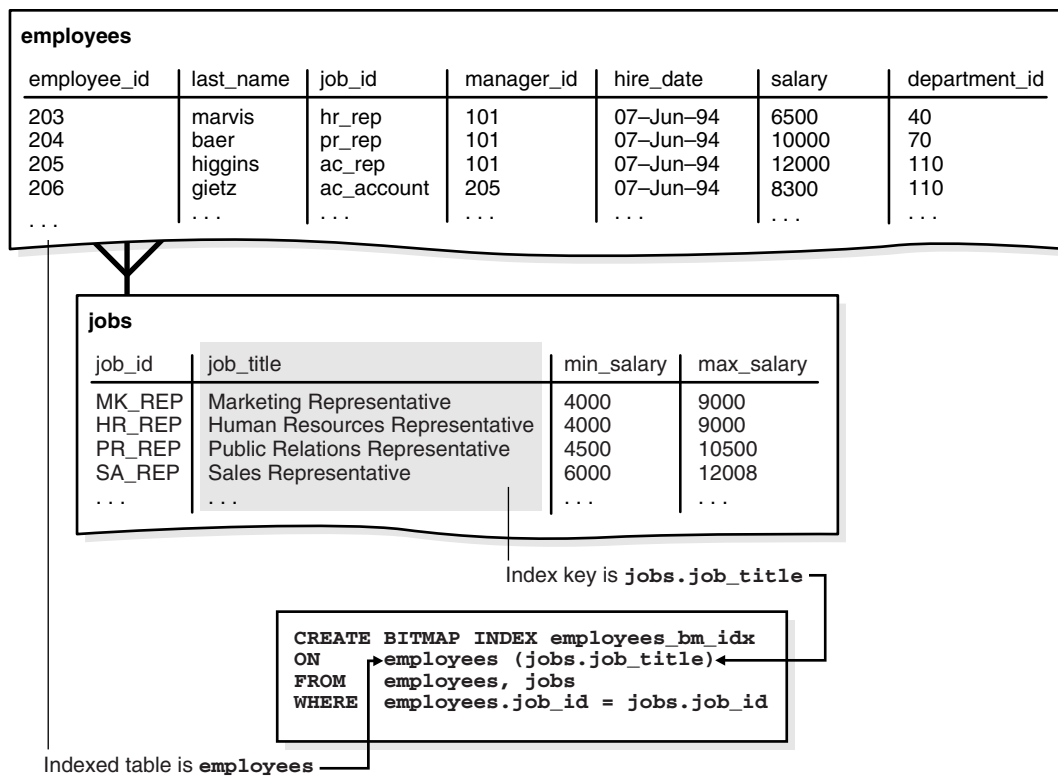 employees
employee_id last_name job_id manager_id hire_date salary department_id
203 marvis hr_rep 101 07–Jun–94 6500 40
204 baer pr_rep 101 07–Jun–94 10000 70
205 higgins ac_rep 101 07–Jun–94 12000 110
206 gietz ac_account 205 07–Jun–94 8300 110
. . . . . . . . . . . . . . . . . . . . .
jobs
job_id job_title min_salary max_salary
MK_REP Marketing Representative 4000 9000
HR_REP Human Resources Representative 4000 9000
PR_REP Public Relations Representative 4500 10500
SA_REP Sales Representative 6000 12008
. . . . . . . . . . . .
Index key is jobs.job_title
CREATE BITMAP INDEX employees_bm_idx
ON employees (jobs.job_title)
FROM employees, jobs
WHERE employees.job_id = jobs.job_id
Indexed table is employees